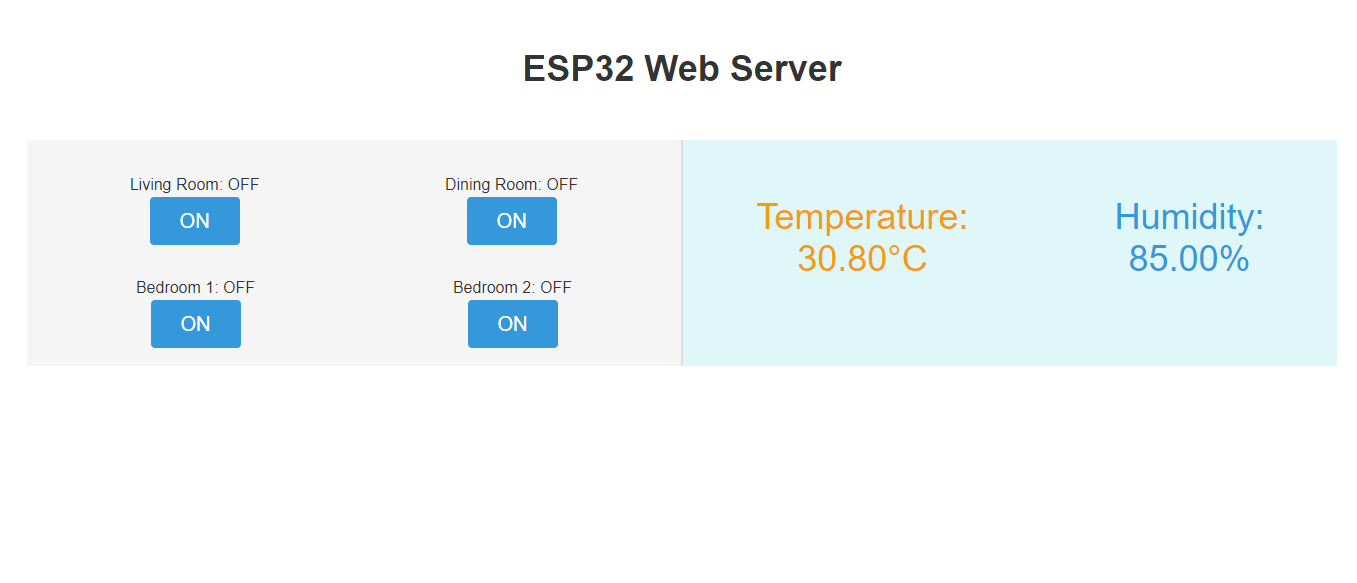 ESP32 Web Server
Living Room: OFF
ON
Dining Room: OFF
ON
Bedroom 1: OFF
ON
Bedroom 2: OFF
ON
Temperature:
30.80°C
Humidity:
85.00%